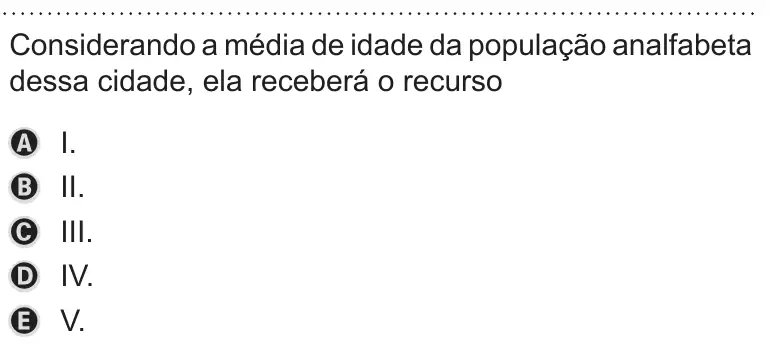 Considerando a média de idade da população analfabeta
dessa cidade, ela receberá o recurso
A I.
B II.
C III.
D IV.
E V.